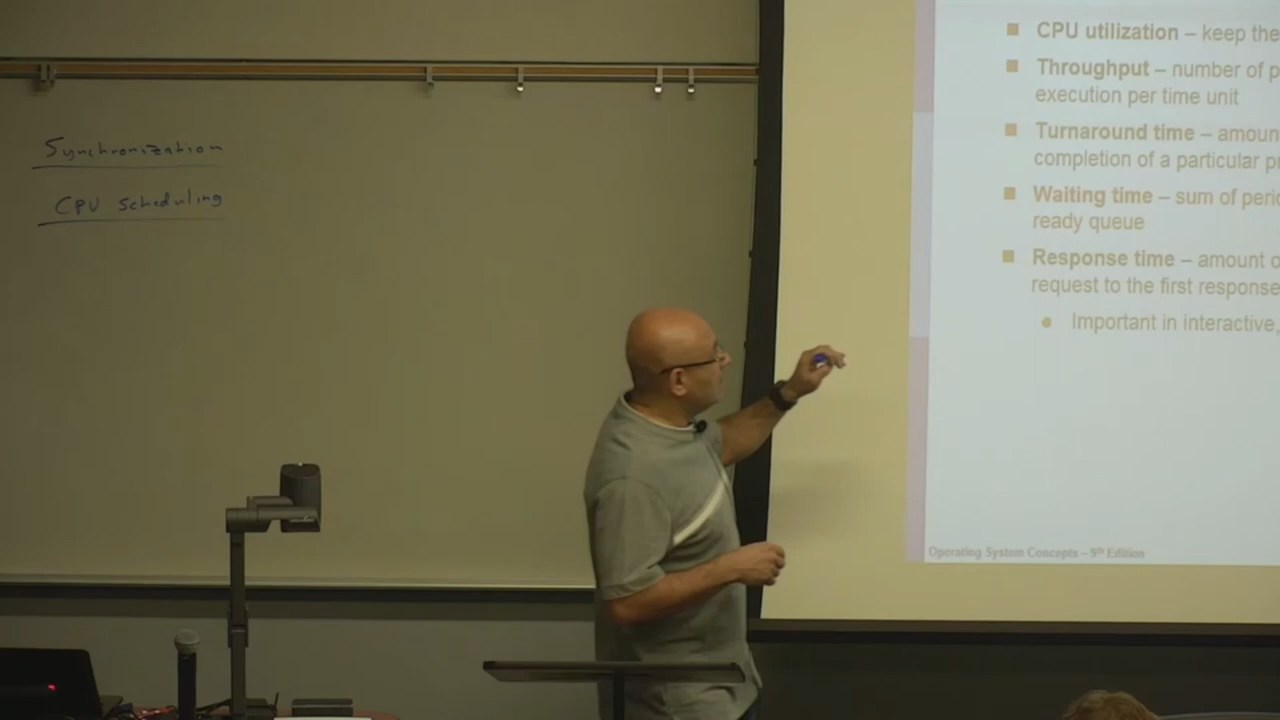 Synchronization
CPU Scheduling
CPU utilization – keep the
Throughput – number of p
execution per time unit
Turnaround time – amoun
completion of a particular pr
Waiting time – sum of perio
ready queue
Response time – amount o
request to the first response
Important in interactive,
Operating System Concepts – 9th Edition